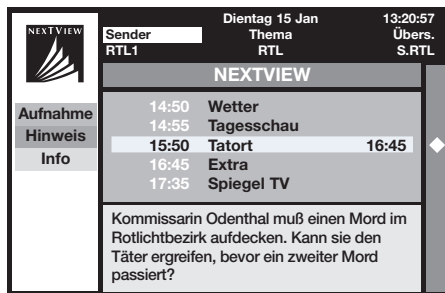 NEXTVIEW
Dientag 15 Jan 13:20:57
Sender Thema Übers.
RTL1 RTL S.RTL
NEXTVIEW
Aufnahme
Hinweis
Info
14:50 Wetter
14:55 Tagesschau
15:50 Tatort 16:45
16:45 Extra
17:35 Spiegel TV
Kommissarin Odenthal muß einen Mord im
Rotlichtbezirk aufdecken. Kann sie den
Täter ergreifen, bevor ein zweiter Mord
passiert?